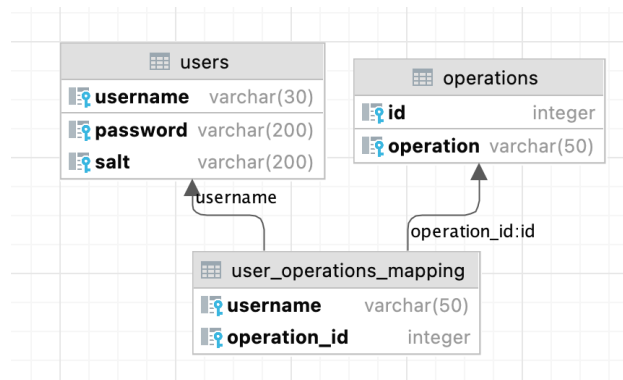 users
username varchar(30)
password varchar(200)
salt varchar(200)
operations
id integer
operation varchar(50)
username
operation_id:id
user_operations_mapping
username varchar(50)
operation_id integer